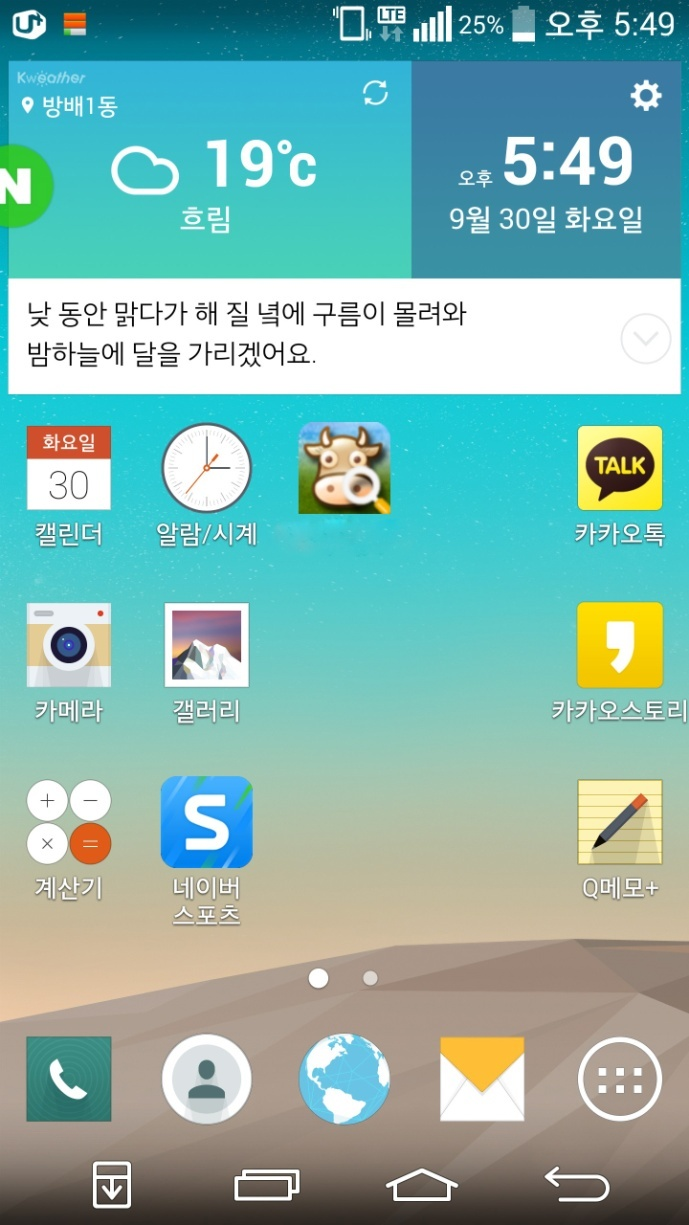 U+
LTE
25%
오후 5:49
Kweather
방배1동
19℃
흐림
오후 5:49
9월 30일 화요일
N
낮 동안 맑다가 해 질 녘에 구름이 몰려와
밤하늘에 달을 가리겠어요.
화요일
30
TALK
캘린더
알람/시계
카카오톡
카메라
갤러리
카카오스토리
+ −
× =
S
계산기
네이버
스포츠
Q메모+